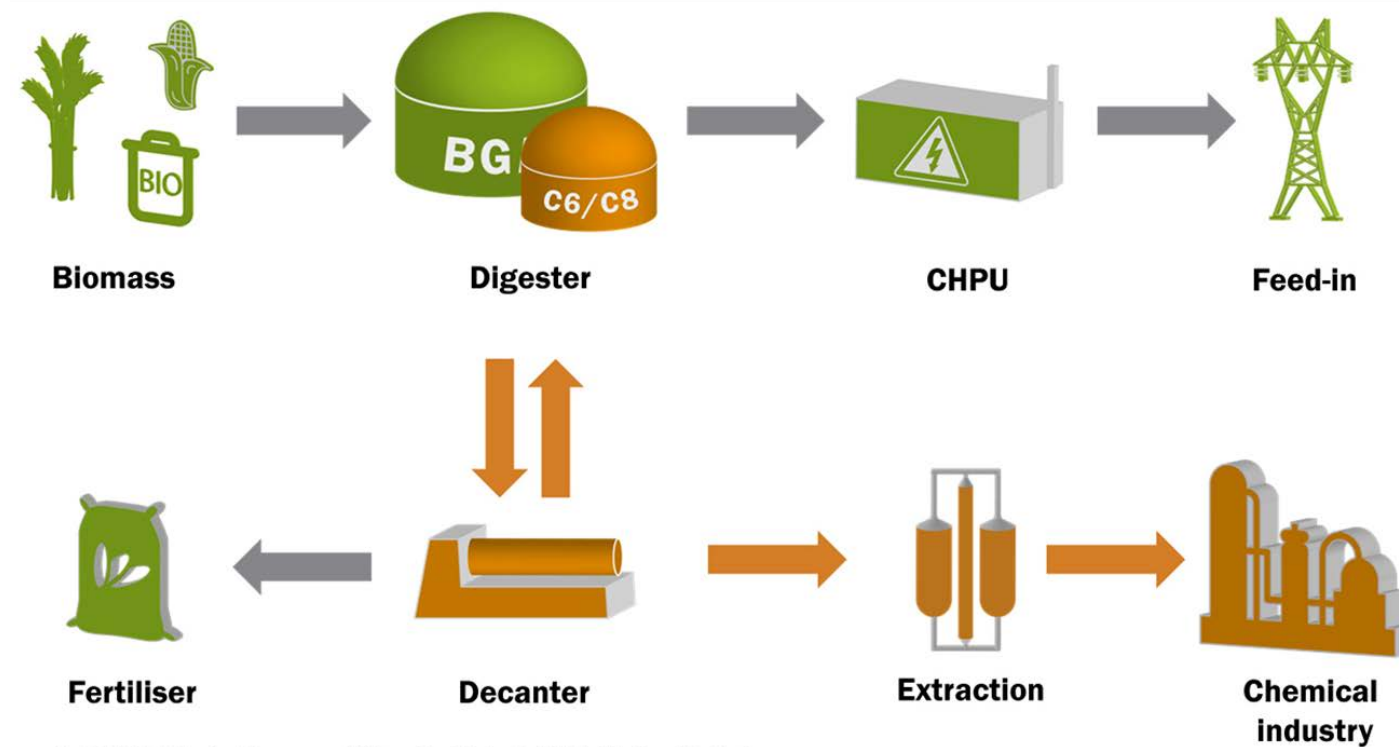 BIO
BG
C6/C8
Biomass
Digester
CHPU
Feed-in
Fertiliser
Decanter
Extraction
Chemical
industry